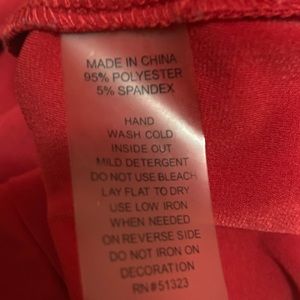 MADE IN CHINA
95% POLYESTER
5% SPANDEX
HAND
WASH COLD
INSIDE OUT
MILD DETERGENT
DO NOT USE BLEACH
LAY FLAT TO DRY
USE LOW IRON
WHEN NEEDED
ON REVERSE SIDE
DO NOT IRON ON
DECORATION
RN#51323